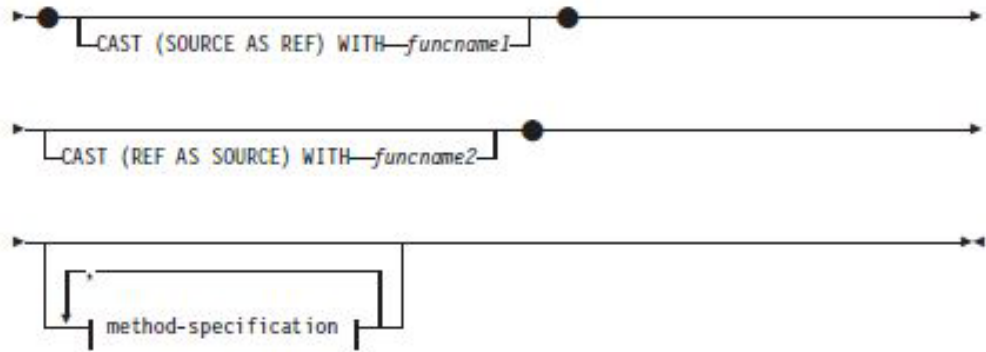 CAST (SOURCE AS REF) WITH funcname1
CAST (REF AS SOURCE) WITH funcname2
,
method-specification